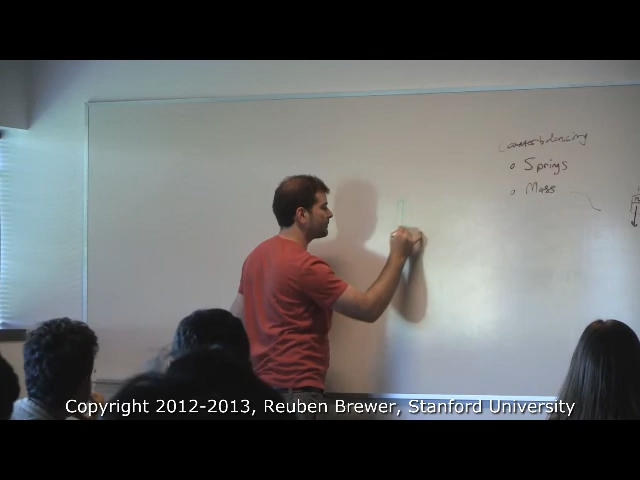 Counterbalancing
o Springs
o Mass
Copyright 2012-2013, Reuben Brewer, Stanford University